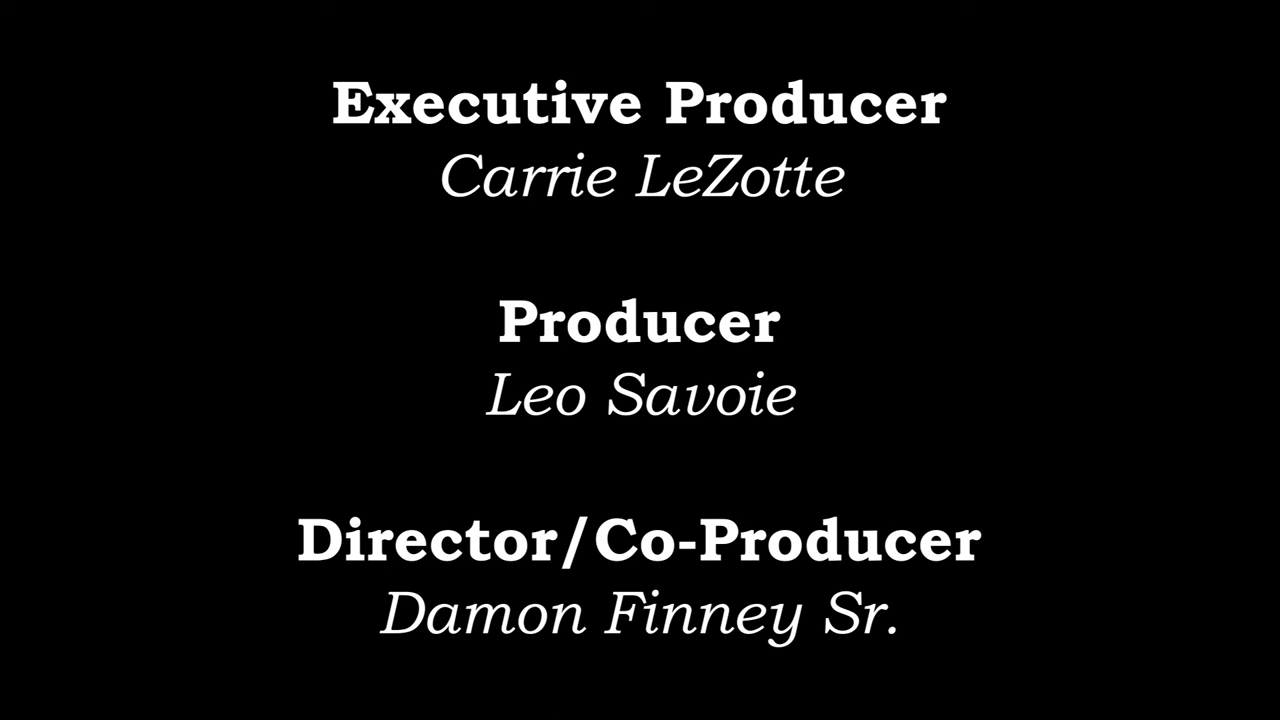 Executive Producer
Carrie LeZotte
Producer
Leo Savoie
Director/Co-Producer
Damon Finney Sr.